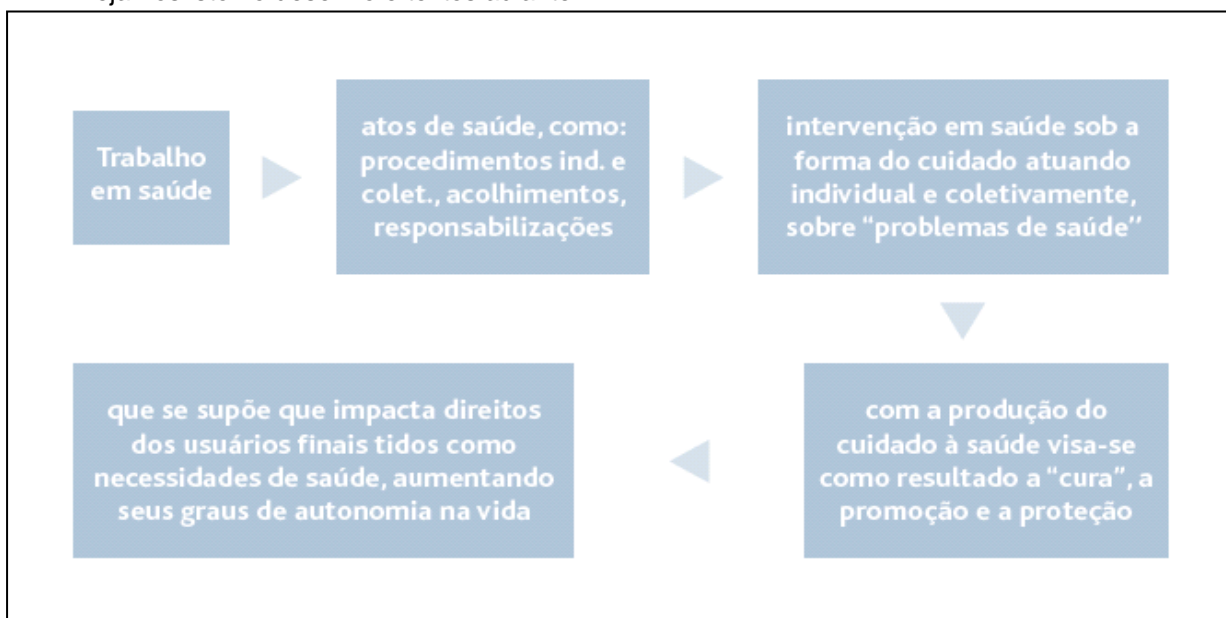 Trabalho
em saúde
atos de saúde, como:
procedimentos ind. e
colet., acolhimentos,
responsabilizações
intervenção em saúde sob a
forma do cuidado atuando
individual e coletivamente,
sobre “problemas de saúde”
com a produção do
cuidado à saúde visa-se
como resultado a “cura”, a
promoção e a proteção
que se supõe que impacta direitos
dos usuários finais tidos como
necessidades de saúde, aumentando
seus graus de autonomia na vida